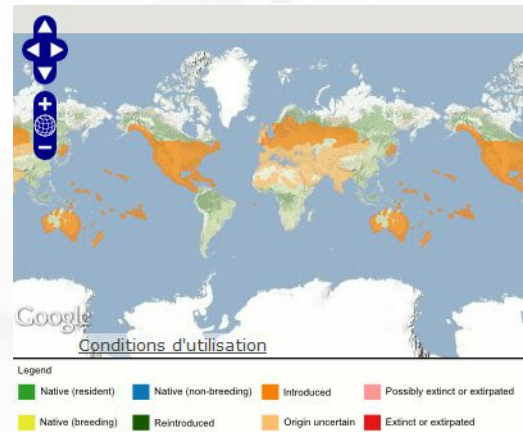 Google
Conditions d'utilisation
Legend
Native (resident) Native (non-breeding) Introduced Possibly extinct or extirpated
Native (breeding) Reintroduced Origin uncertain Extinct or extirpated